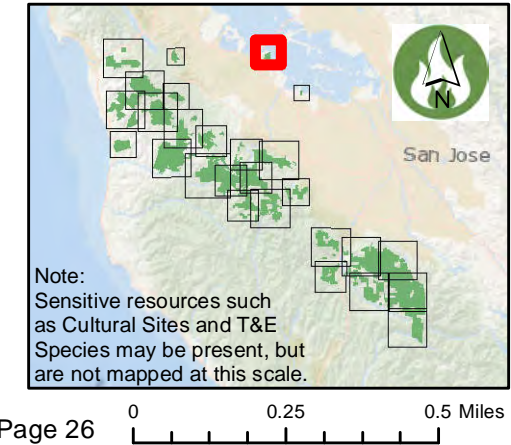 N
San Jose
Note:
Sensitive resources such
as Cultural Sites and T&E
Species may be present, but
are not mapped at this scale.
Page 26
0 0.25 0.5 Miles